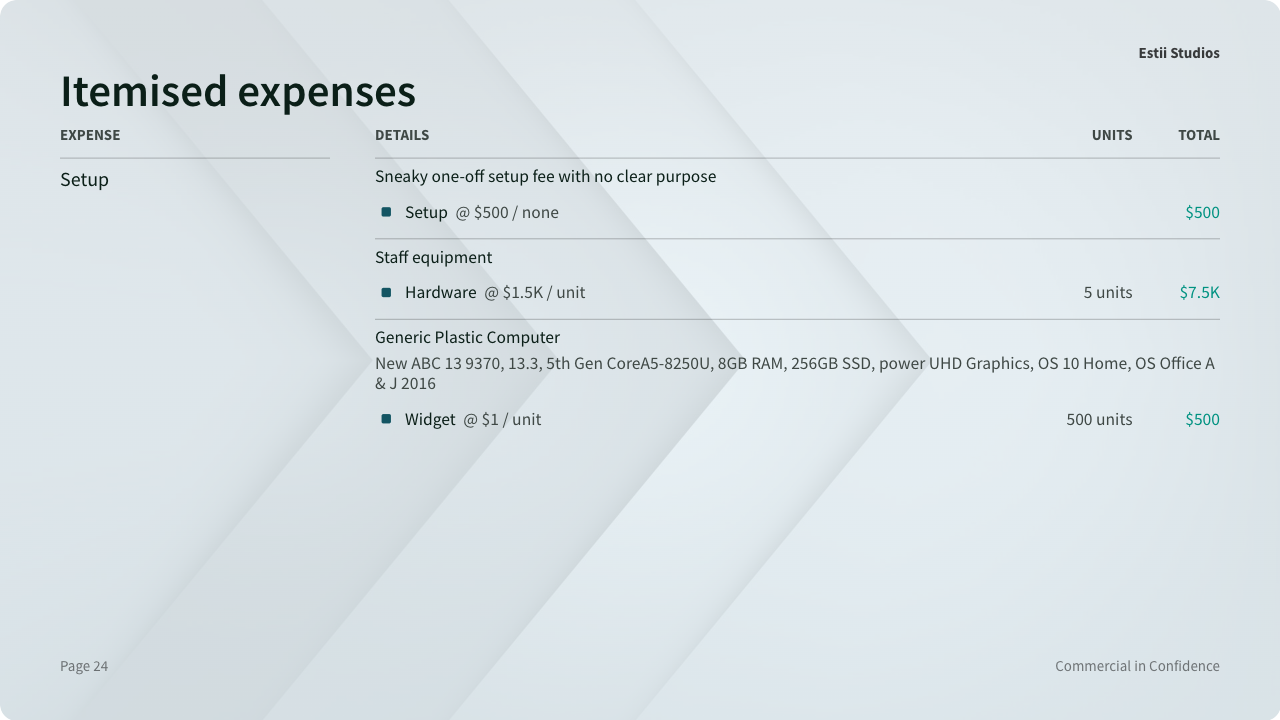 Estii Studios
Itemised expenses
EXPENSE DETAILS UNITS TOTAL
Setup
Sneaky one-off setup fee with no clear purpose
Setup @ $500 / none $500
Staff equipment
Hardware @ $1.5K / unit 5 units $7.5K
Generic Plastic Computer
New ABC 13 9370, 13.3, 5th Gen CoreA5-8250U, 8GB RAM, 256GB SSD, power UHD Graphics, OS 10 Home, OS Office A
& J 2016
Widget @ $1 / unit 500 units $500
Page 24 Commercial in Confidence